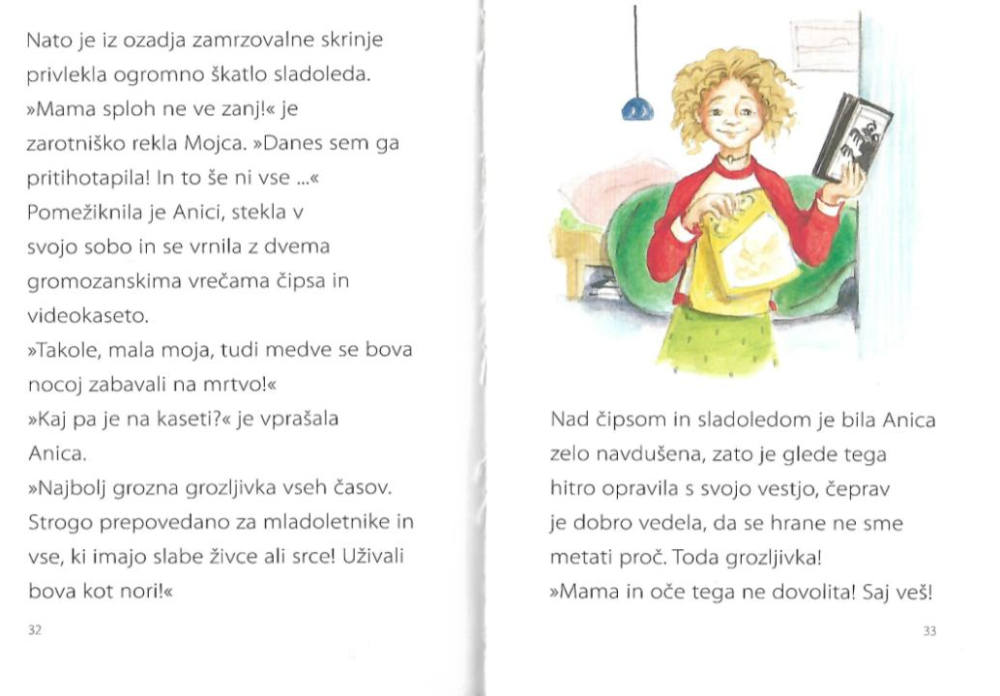 Nato je iz ozadja zamrzovalne skrinje
privlekla ogromno škatlo sladoleda.
»Mama sploh ne ve zanj!« je
zarotniško rekla Mojca. »Danes sem ga
pritihotapila! In to še ni vse ...«
Pomežiknila je Anici, stekla v
svojo sobo in se vrnila z dvema
gromozanskima vrečama čipsa in
videokaseto.
»Takole, mala moja, tudi medve se bova
nocoj zabavali na mrtvo!«
»Kaj pa je na kaseti?« je vprašala
Anica.
»Najbolj grozna grozljivka vseh časov.
Strogo prepovedano za mladoletnike in
vse, ki imajo slabe živce ali srce! Uživali
bova kot nori!«
32
Nad čipsom in sladoledom je bila Anica
zelo navdušena, zato je glede tega
hitro opravila s svojo vestjo, čeprav
je dobro vedela, da se hrane ne sme
metati proč. Toda grozljivka!
»Mama in oče tega ne dovolita! Saj veš!
33